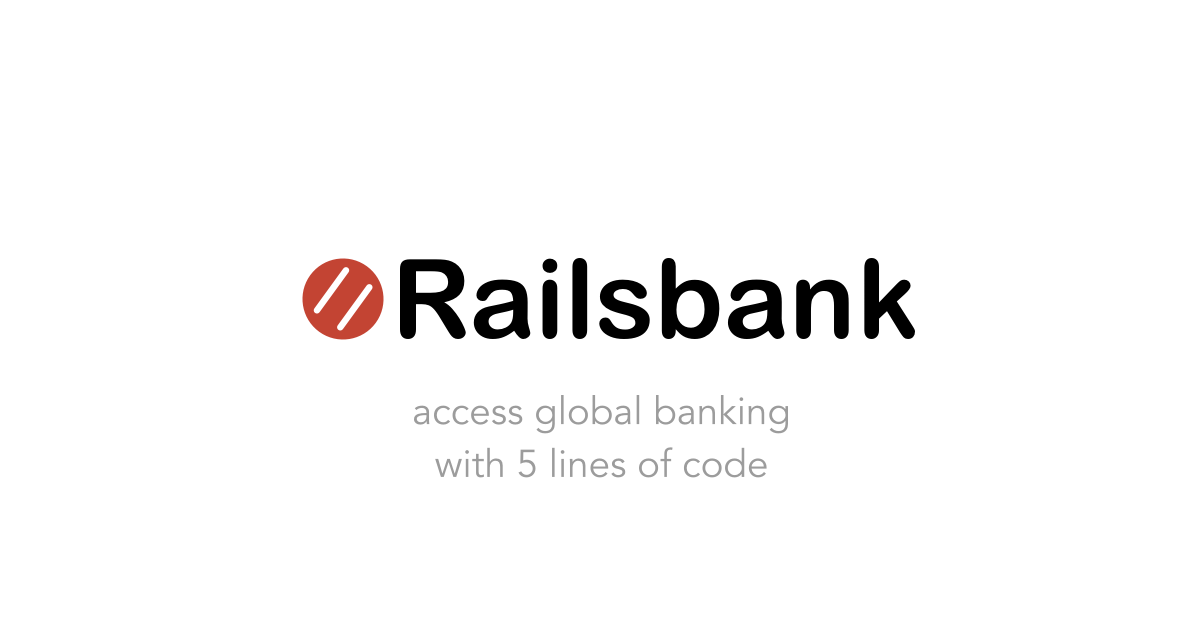 Railsbank
access global banking
with 5 lines of code